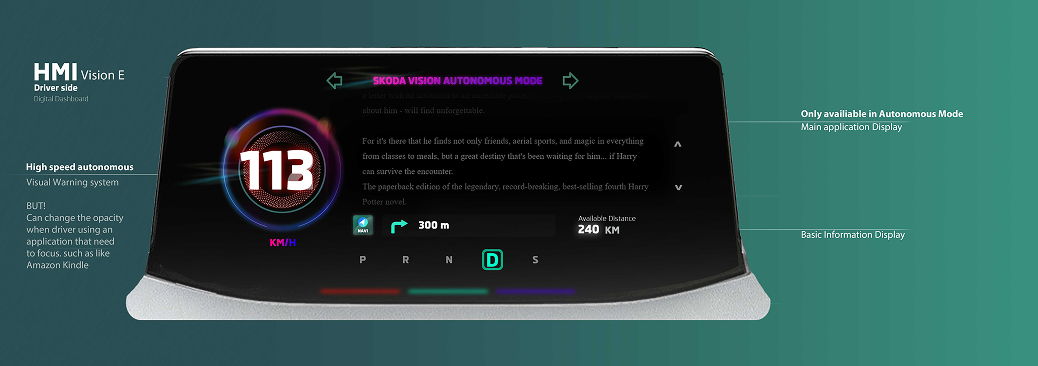 HMI Vision E
Driver side
Digital Dashboard
High speed autonomous
Visual Warning system
BUT!
Can change the opacity
when driver using an
application that need
to focus. such as like
Amazon Kindle
SKODA VISION AUTONOMOUS MODE
about him - will find unforgettable.
For it's there that he finds not only friends, aerial sports, and magic in everything
from classes to meals, but a great destiny that's been waiting for him... if Harry
can survive the encounter.
The paperback edition of the legendary, record-breaking, best-selling fourth Harry
Potter novel.
113
KM/H
NAVI
300 m
Available Distance
240 KM
P R N D S
Only availiable in Autonomous Mode
Main application Display
Basic Information Display